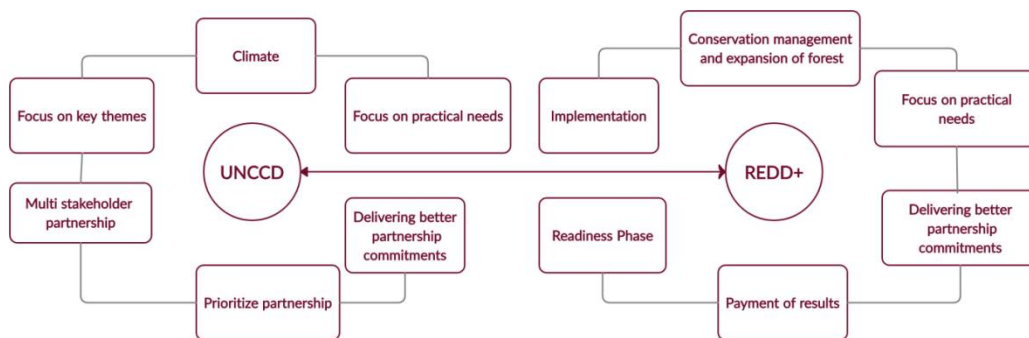 Climate
Focus on key themes
Focus on practical needs
UNCCD
Multi stakeholder
partnership
Delivering better
partnership
commitments
Prioritize partnership
Conservation management
and expansion of forest
Implementation
Focus on practical
needs
REDD+
Readiness Phase
Delivering better
partnership
commitments
Payment of results